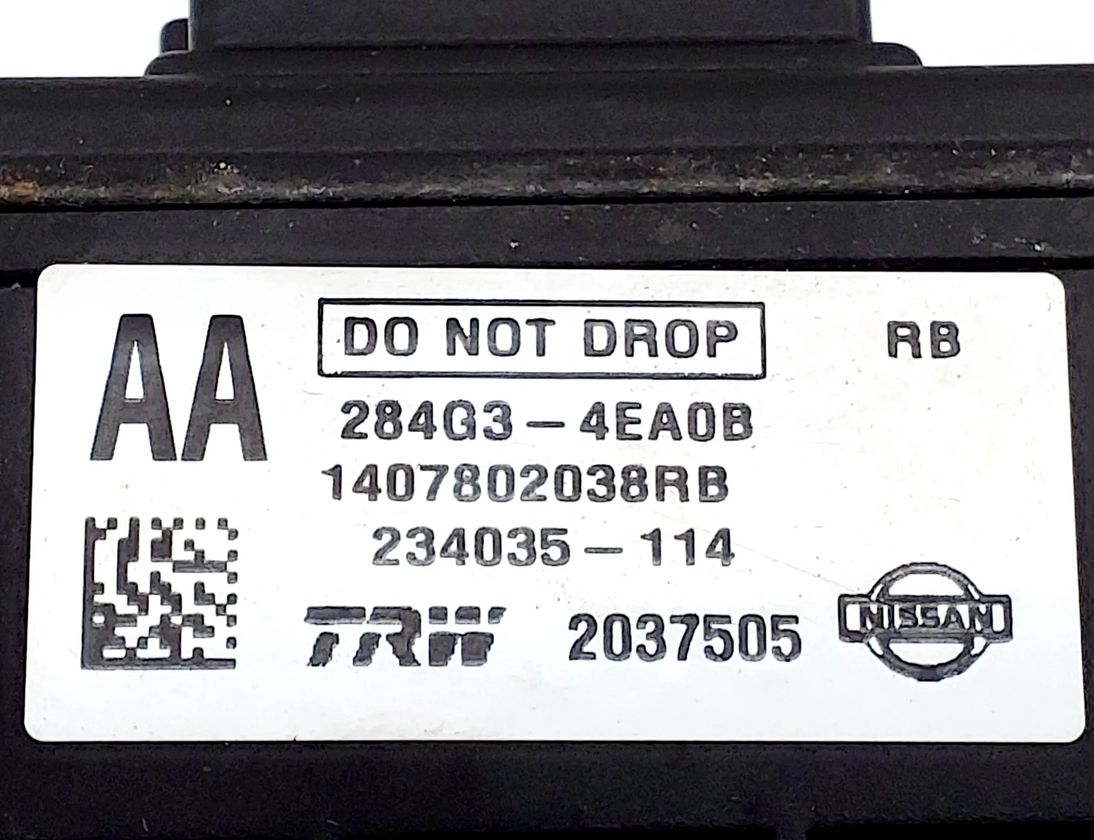 AA
DO NOT DROP
RB
284G3-4EA0B
1407802038RB
234035-114
TRW
2037505
NISSAN